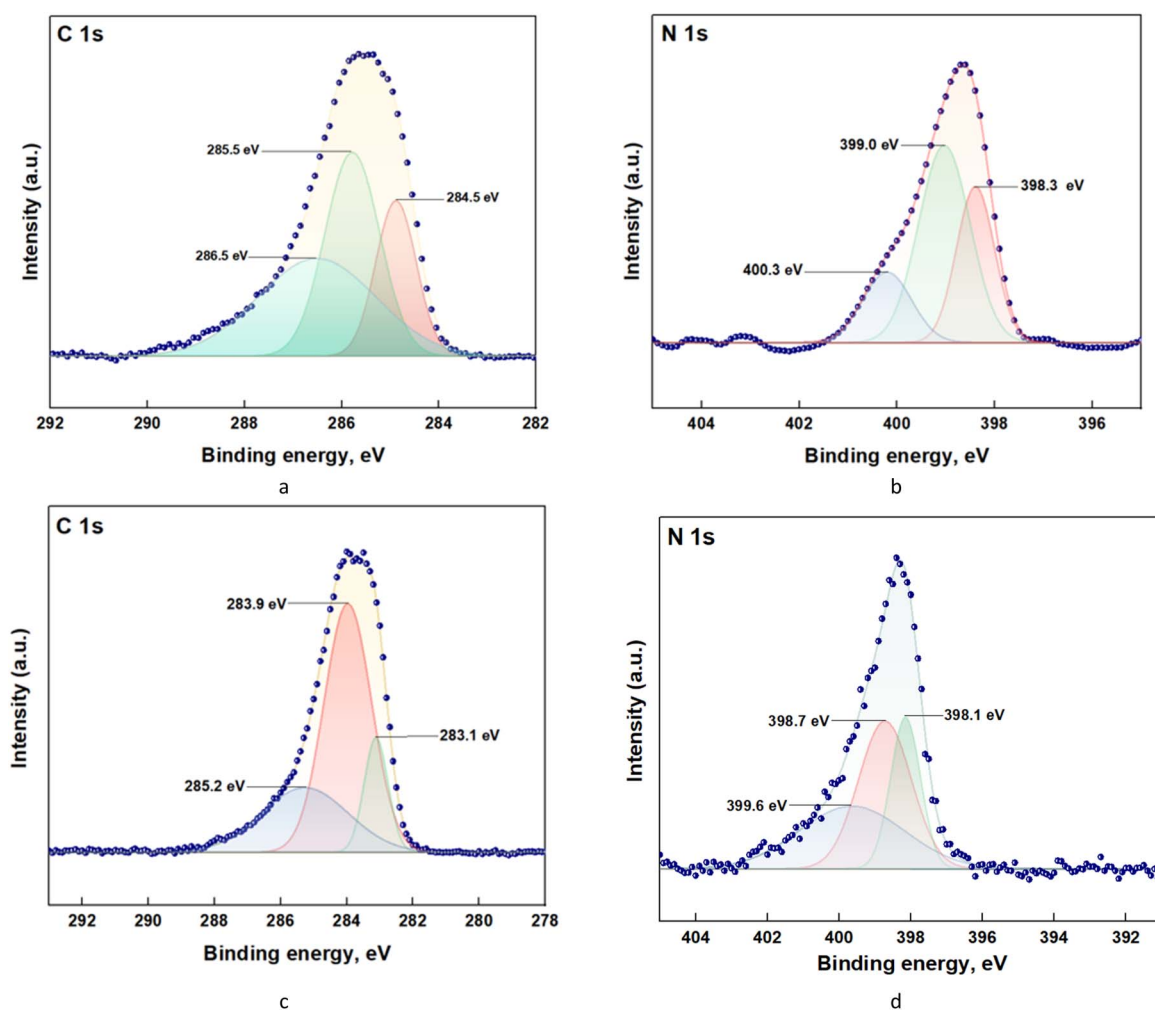 C 1s
285.5 eV
284.5 eV
286.5 eV
Intensity (a.u.)
292 290 288 286 284 282
Binding energy, eV
a
N 1s
399.0 eV
398.3 eV
400.3 eV
Intensity (a.u.)
404 402 400 398 396
Binding energy, eV
b
C 1s
283.9 eV
283.1 eV
285.2 eV
Intensity (a.u.)
292 290 288 286 284 282 280 278
Binding energy, eV
c
N 1s
398.7 eV
398.1 eV
399.6 eV
Intensity (a.u.)
404 402 400 398 396 394 392
Binding energy, eV
d